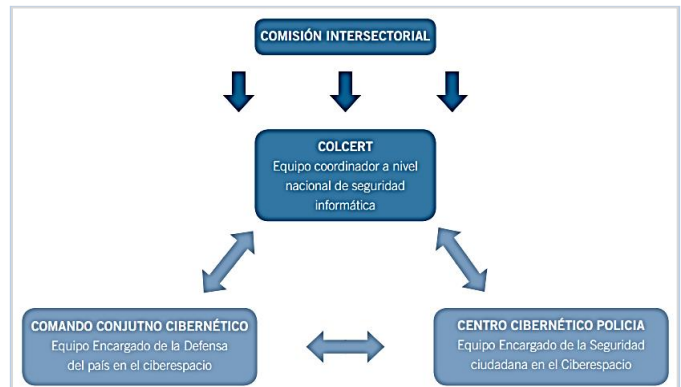 COMISIÓN INTERSECTORIAL
COLCERT
Equipo coordinador a nivel
nacional de seguridad
informática
COMANDO CONJUTNO CIBERNÉTICO
Equipo Encargado de la Defensa
del país en el ciberespacio
CENTRO CIBERNÉTICO POLICIA
Equipo Encargado de la Seguridad
ciudadana en el Ciberespacio